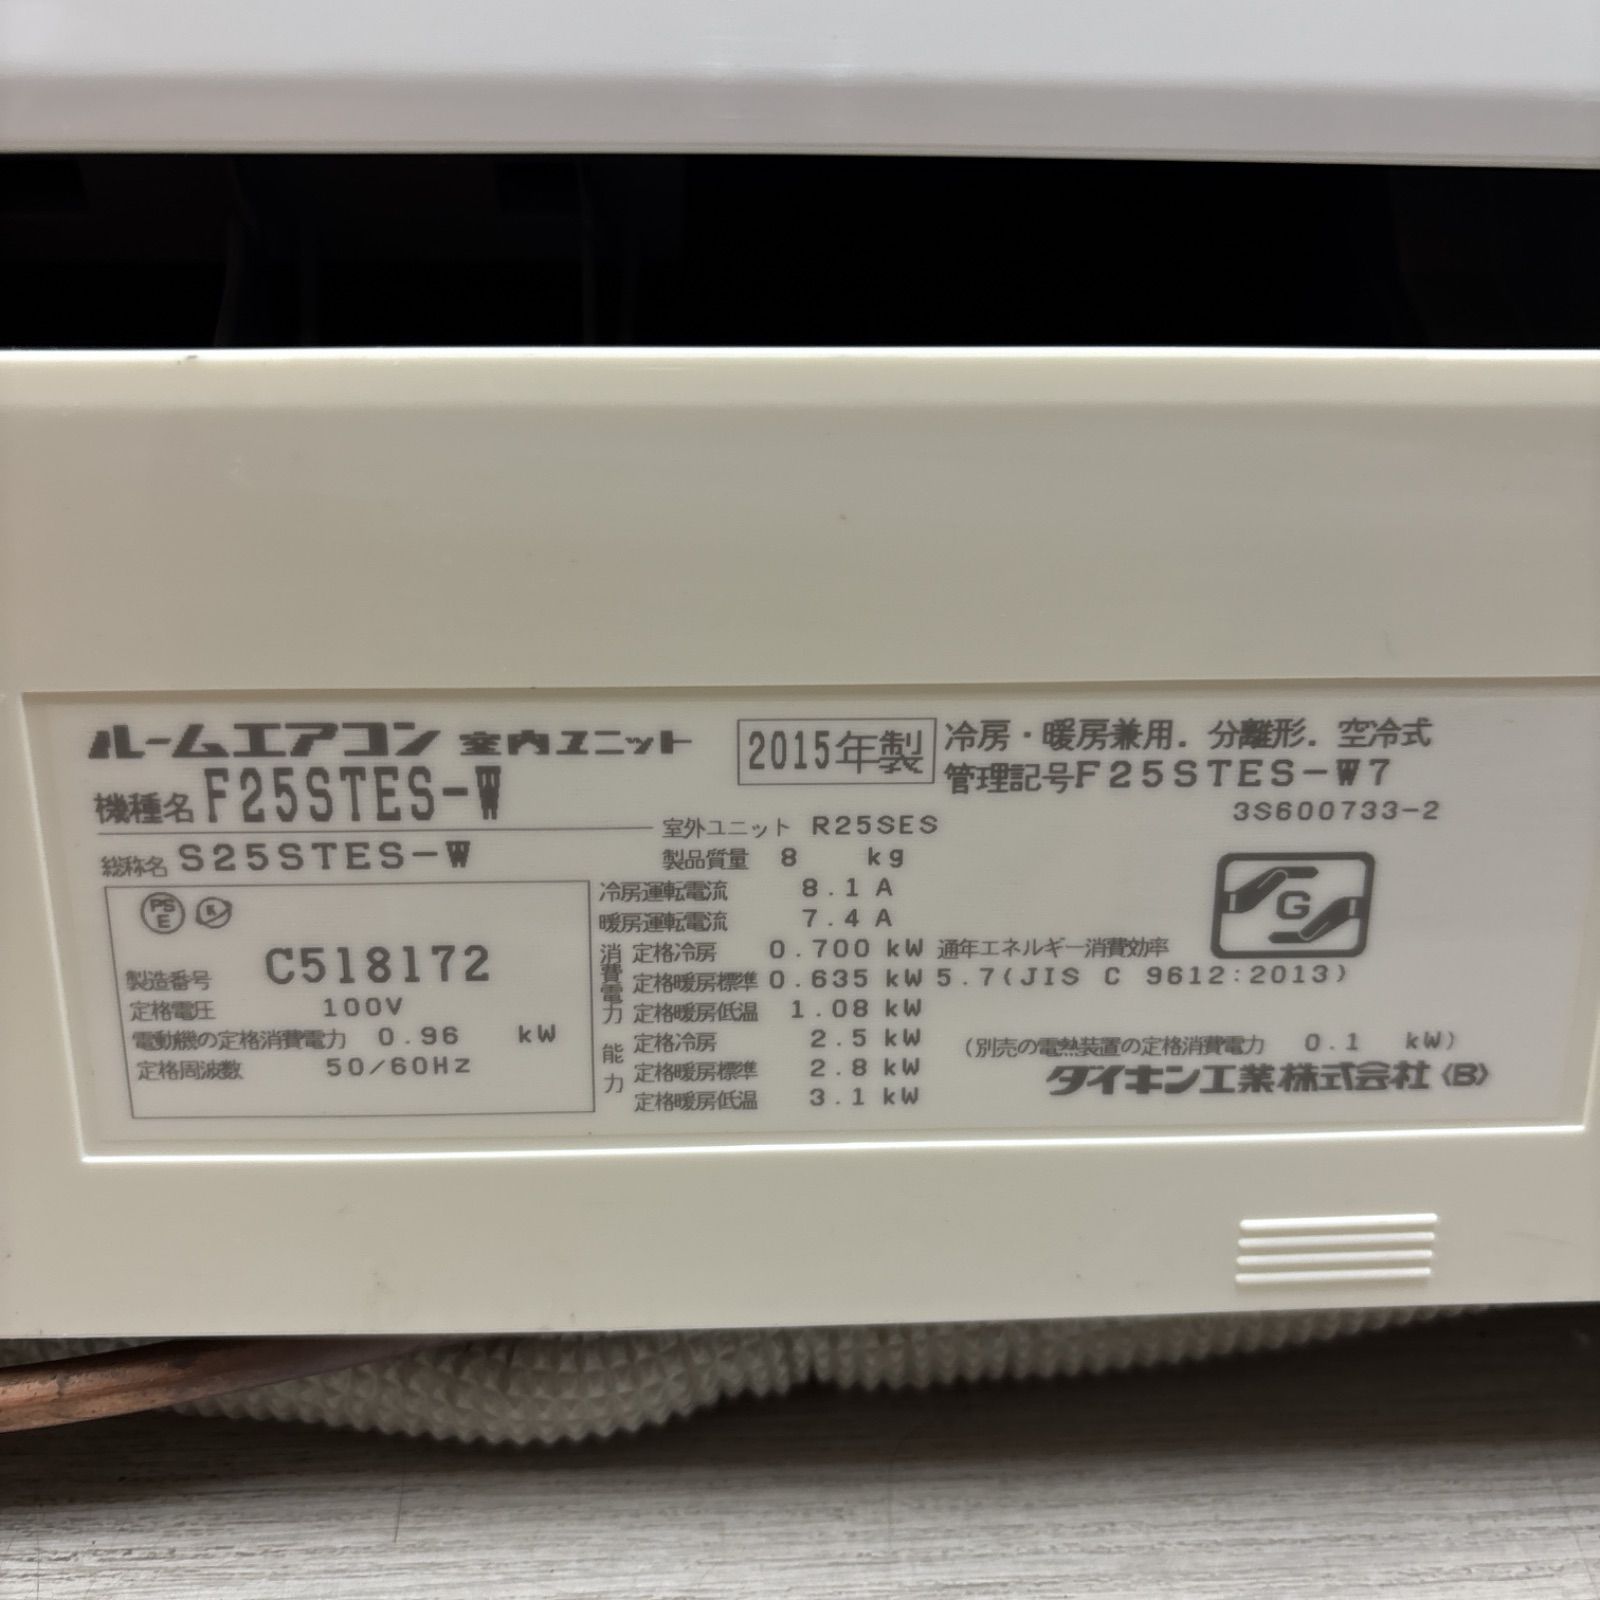 ルームエアコン 室内ユニット
2015年製
冷房・暖房兼用．分離形．空冷式
機種名 F25STES-W
管理記号F25STES-W7
3S600733-2
室外ユニット R25SES
総称名 S25STES-W
製品質量 8 kg
PS E
製造番号 C518172
定格電圧 100V
電動機の定格消費電力 0.96 kW
定格周波数 50/60Hz
冷房運転電流 8.1 A
暖房運転電流 7.4 A
消費電力 定格冷房 0.700 kW
定格暖房標準 0.635 kW
定格暖房低温 1.08 kW
能力 定格冷房 2.5 kW
定格暖房標準 2.8 kW
定格暖房低温 3.1 kW
G
通年エネルギー消費効率
5.7(JIS C 9612:2013)
(別売の電熱装置の定格消費電力 0.1 kW)
ダイキン工業株式会社〈B〉